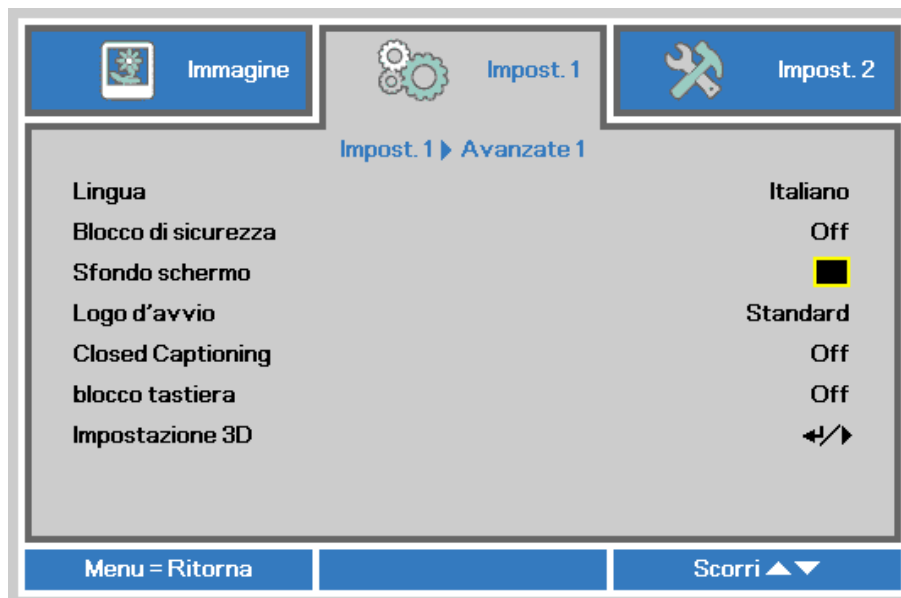 Immagine
Impost. 1
Impost. 2
Impost. 1 ▶ Avanzate 1
Lingua Italiano
Blocco di sicurezza Off
Sfondo schermo
Logo d'avvio Standard
Closed Captioning Off
blocco tastiera Off
Impostazione 3D ↵/▶
Menu = Ritorna Scorri ▲▼